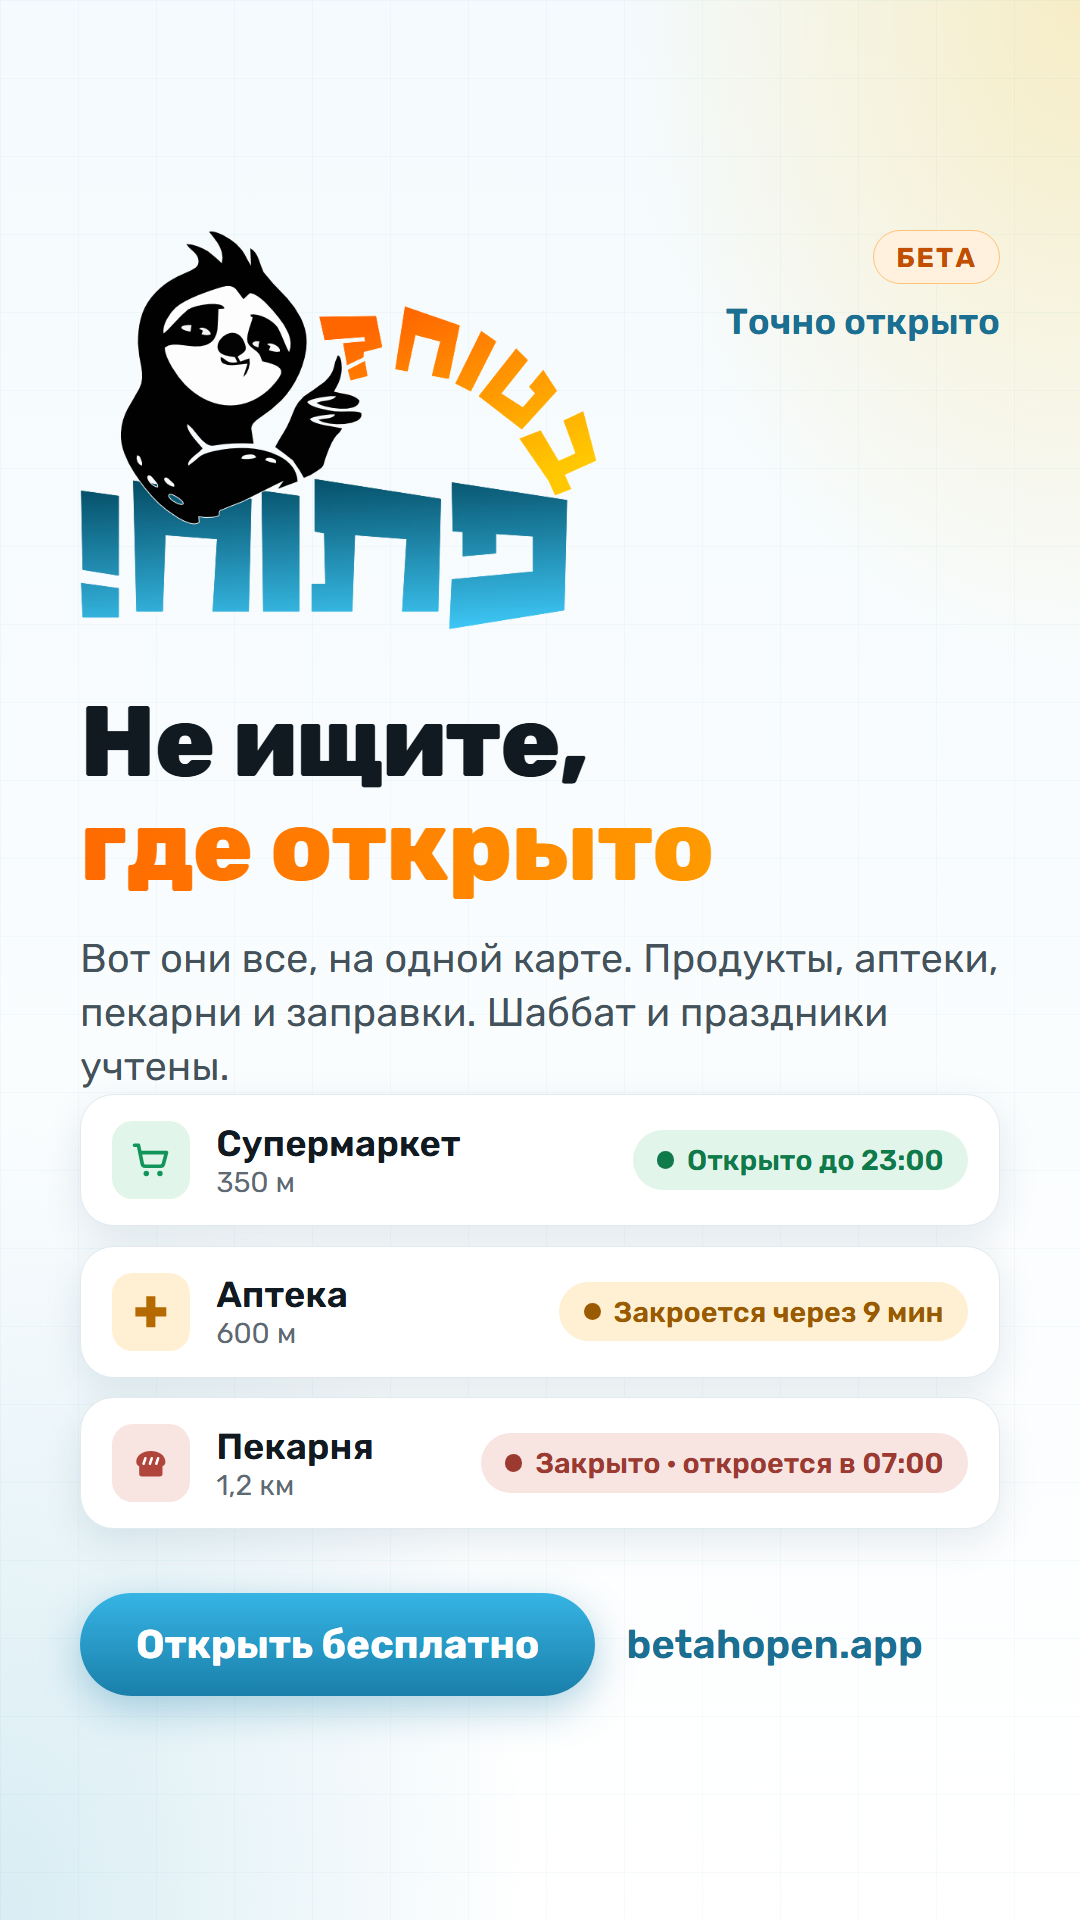 בטוח?
פתוח!
БЕТА
Точно открыто
Не ищите,
где открыто
Вот они все, на одной карте. Продукты, аптеки,
пекарни и заправки. Шаббат и праздники
учтены.
Супермаркет
350 м
Открыто до 23:00
Аптека
600 м
Закроется через 9 мин
Пекарня
1,2 км
Закрыто • откроется в 07:00
Открыть бесплатно
betahopen.app